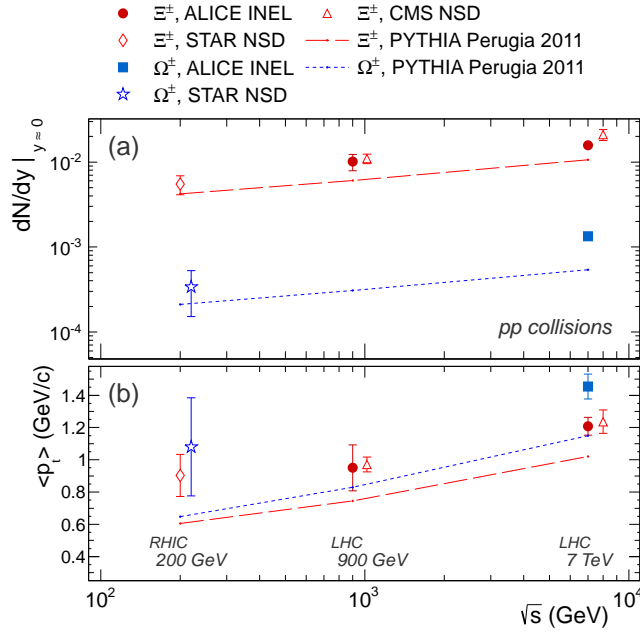 Ξ±, ALICE INEL
Ξ±, CMS NSD
Ξ±, STAR NSD
Ξ±, PYTHIA Perugia 2011
Ω±, ALICE INEL
Ω±, PYTHIA Perugia 2011
Ω±, STAR NSD
(a)
dN/dy|y ≈ 0
10-2
10-3
10-4
pp collisions
(b)
<pt> (GeV/c)
1.4
1.2
1
0.8
0.6
0.4
RHIC
200 GeV
LHC
900 GeV
LHC
7 TeV
102
103
104
√s (GeV)